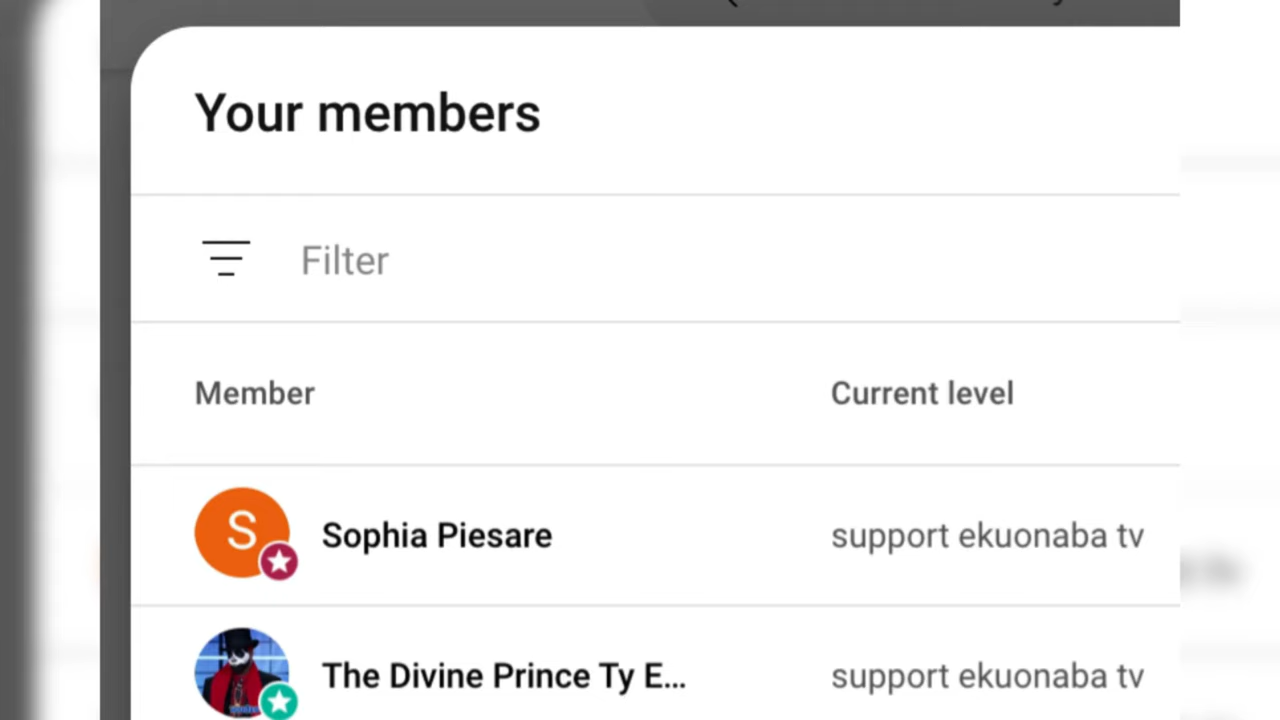 Your members
Filter
Member Current level
S Sophia Piesare support ekuonaba tv
The Divine Prince Ty E... support ekuonaba tv